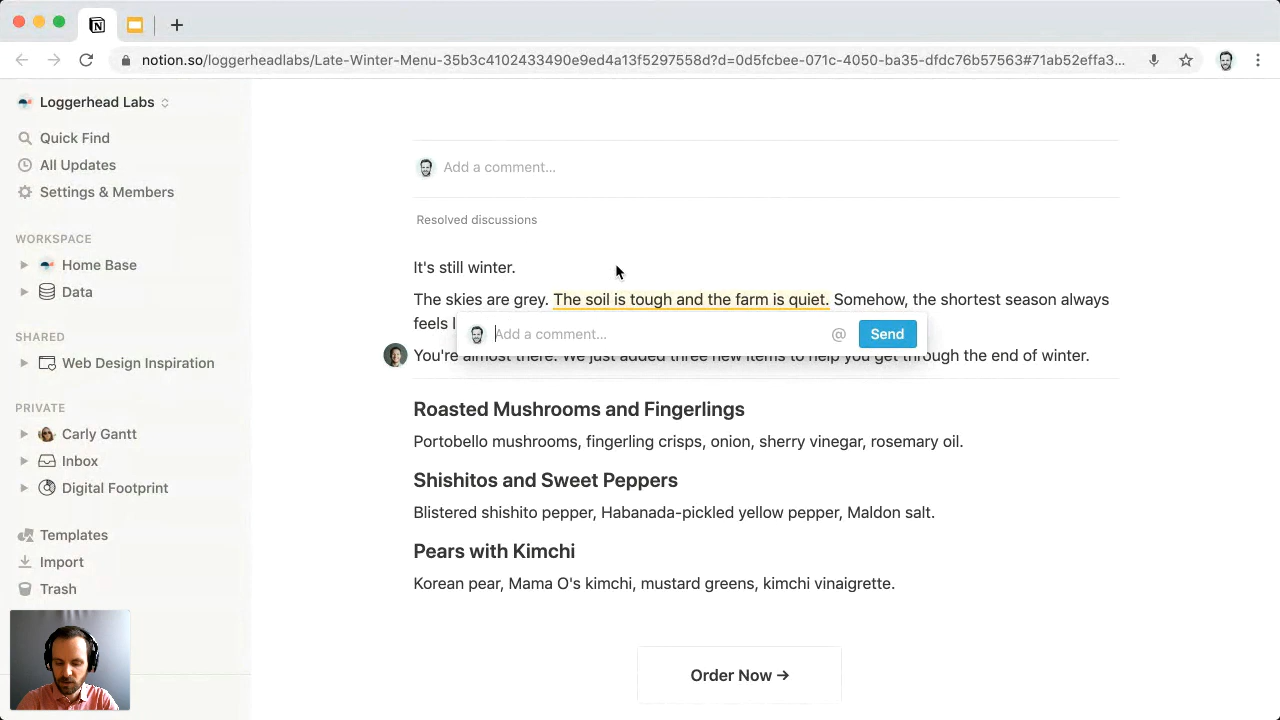 notion.so/loggerheadlabs/Late-Winter-Menu-35b3c4102433490e9ed4a13f5297558d?d=0d5fcbee-071c-4050-ba35-dfdc76b57563#71ab52effa3...
Loggerhead Labs
Quick Find
All Updates
Settings & Members
WORKSPACE
Home Base
Data
SHARED
Web Design Inspiration
PRIVATE
Carly Gantt
Inbox
Digital Footprint
Templates
Import
Trash
Add a comment...
Resolved discussions
It's still winter.
The skies are grey. The soil is tough and the farm is quiet. Somehow, the shortest season always
feels
Add a comment...
@
Send
You're almost there. We just added three new items to help you get through the end of winter.
Roasted Mushrooms and Fingerlings
Portobello mushrooms, fingerling crisps, onion, sherry vinegar, rosemary oil.
Shishitos and Sweet Peppers
Blistered shishito pepper, Habanada-pickled yellow pepper, Maldon salt.
Pears with Kimchi
Korean pear, Mama O's kimchi, mustard greens, kimchi vinaigrette.
Order Now →